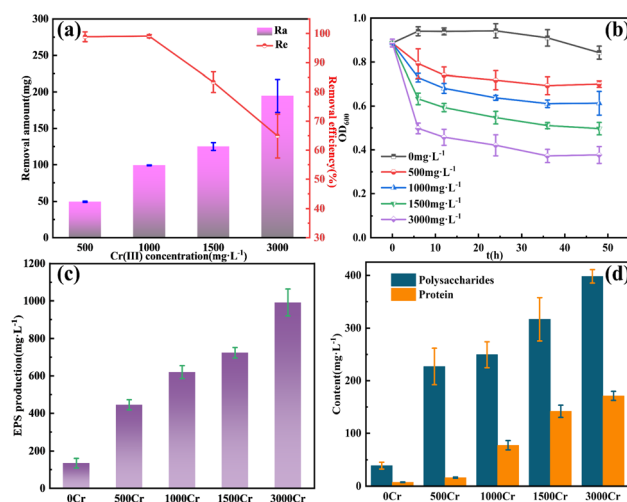 (a)
Ra
Re
Removal amount(mg)
300
250
200
150
100
50
0
Removal efficiency(%)
100
90
80
70
60
50
40
30
500 1000 1500 3000
Cr(III) concentration(mg·L⁻¹)
(b)
OD₆₀₀
1.0
0.8
0.6
0.4
0.2
0.0
0mg·L⁻¹
500mg·L⁻¹
1000mg·L⁻¹
1500mg·L⁻¹
3000mg·L⁻¹
0 10 20 30 40 50
t(h)
(c)
EPS production(mg·L⁻¹)
1200
1000
800
600
400
200
0
0Cr 500Cr 1000Cr 1500Cr 3000Cr
(d)
Polysaccharides
Protein
Content(mg·L⁻¹)
400
300
200
100
0
0Cr 500Cr 1000Cr 1500Cr 3000Cr